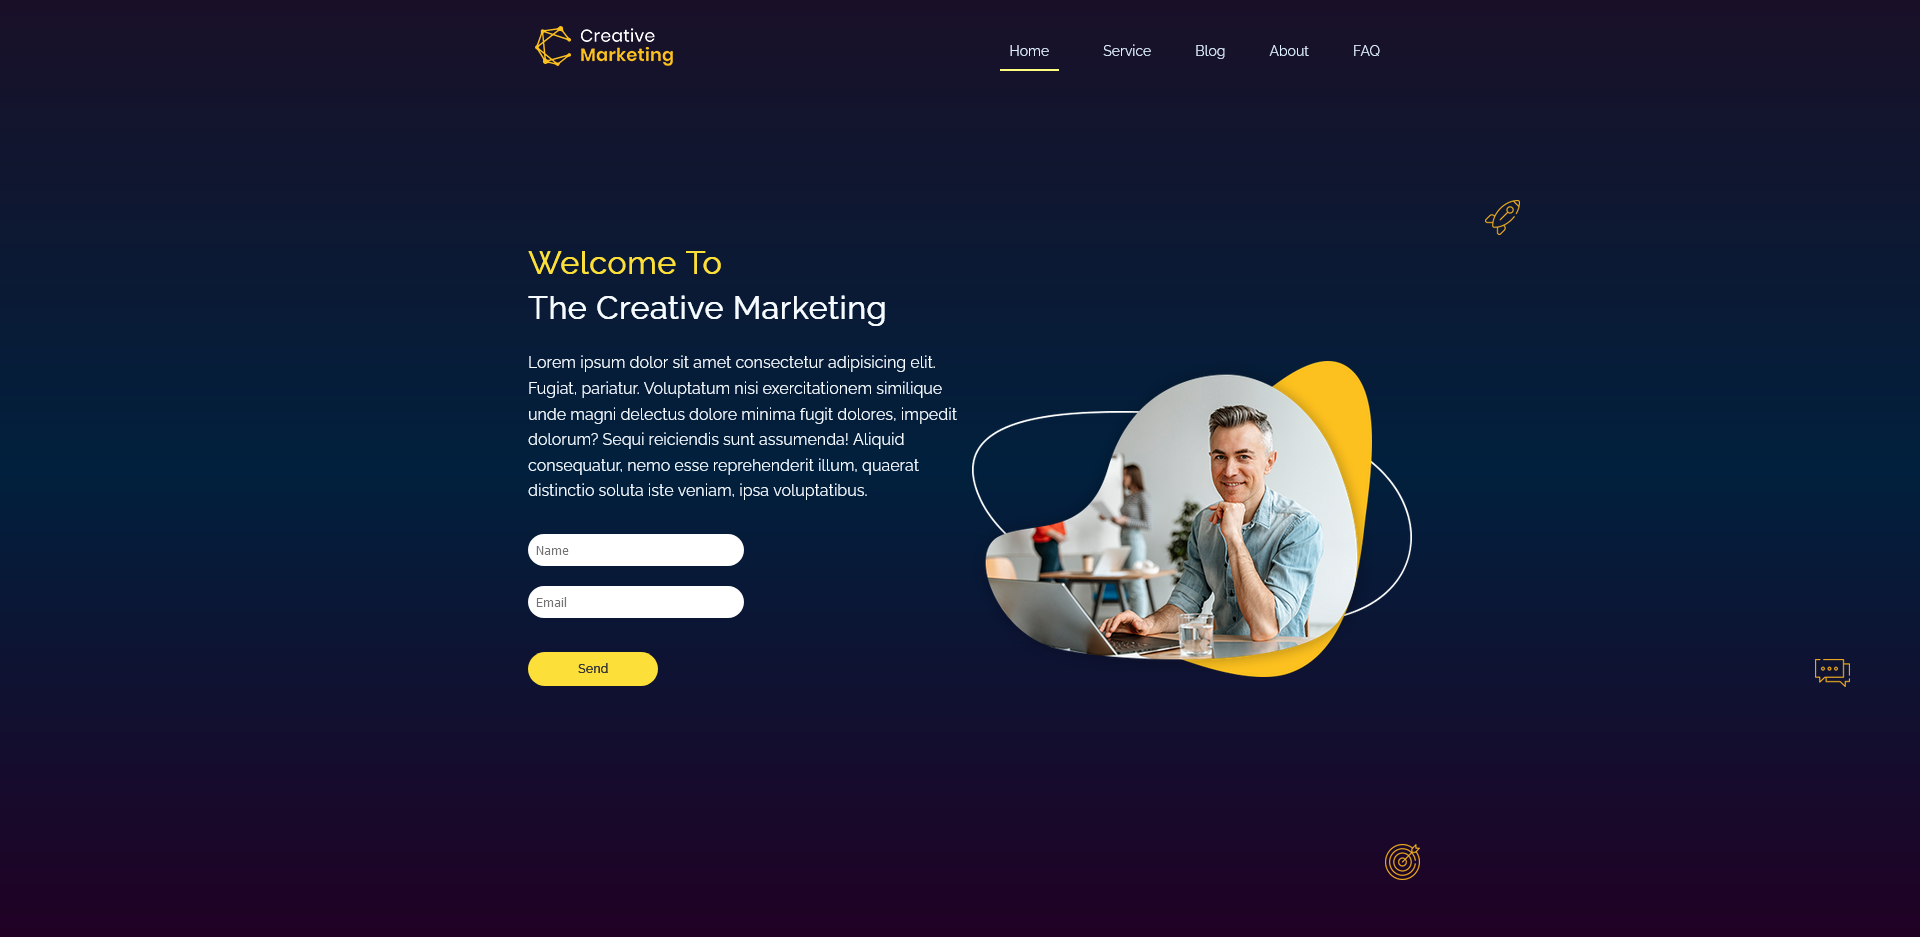 Creative
Marketing
Home
Service
Blog
About
FAQ
Welcome To
The Creative Marketing
Lorem ipsum dolor sit amet consectetur adipisicing elit.
Fugiat, pariatur. Voluptatum nisi exercitationem similique
unde magni delectus dolore minima fugit dolores, impedit
dolorum? Sequi reiciendis sunt assumenda! Aliquid
consequatur, nemo esse reprehenderit illum, quaerat
distinctio soluta iste veniam, ipsa voluptatibus.
Name
Email
Send